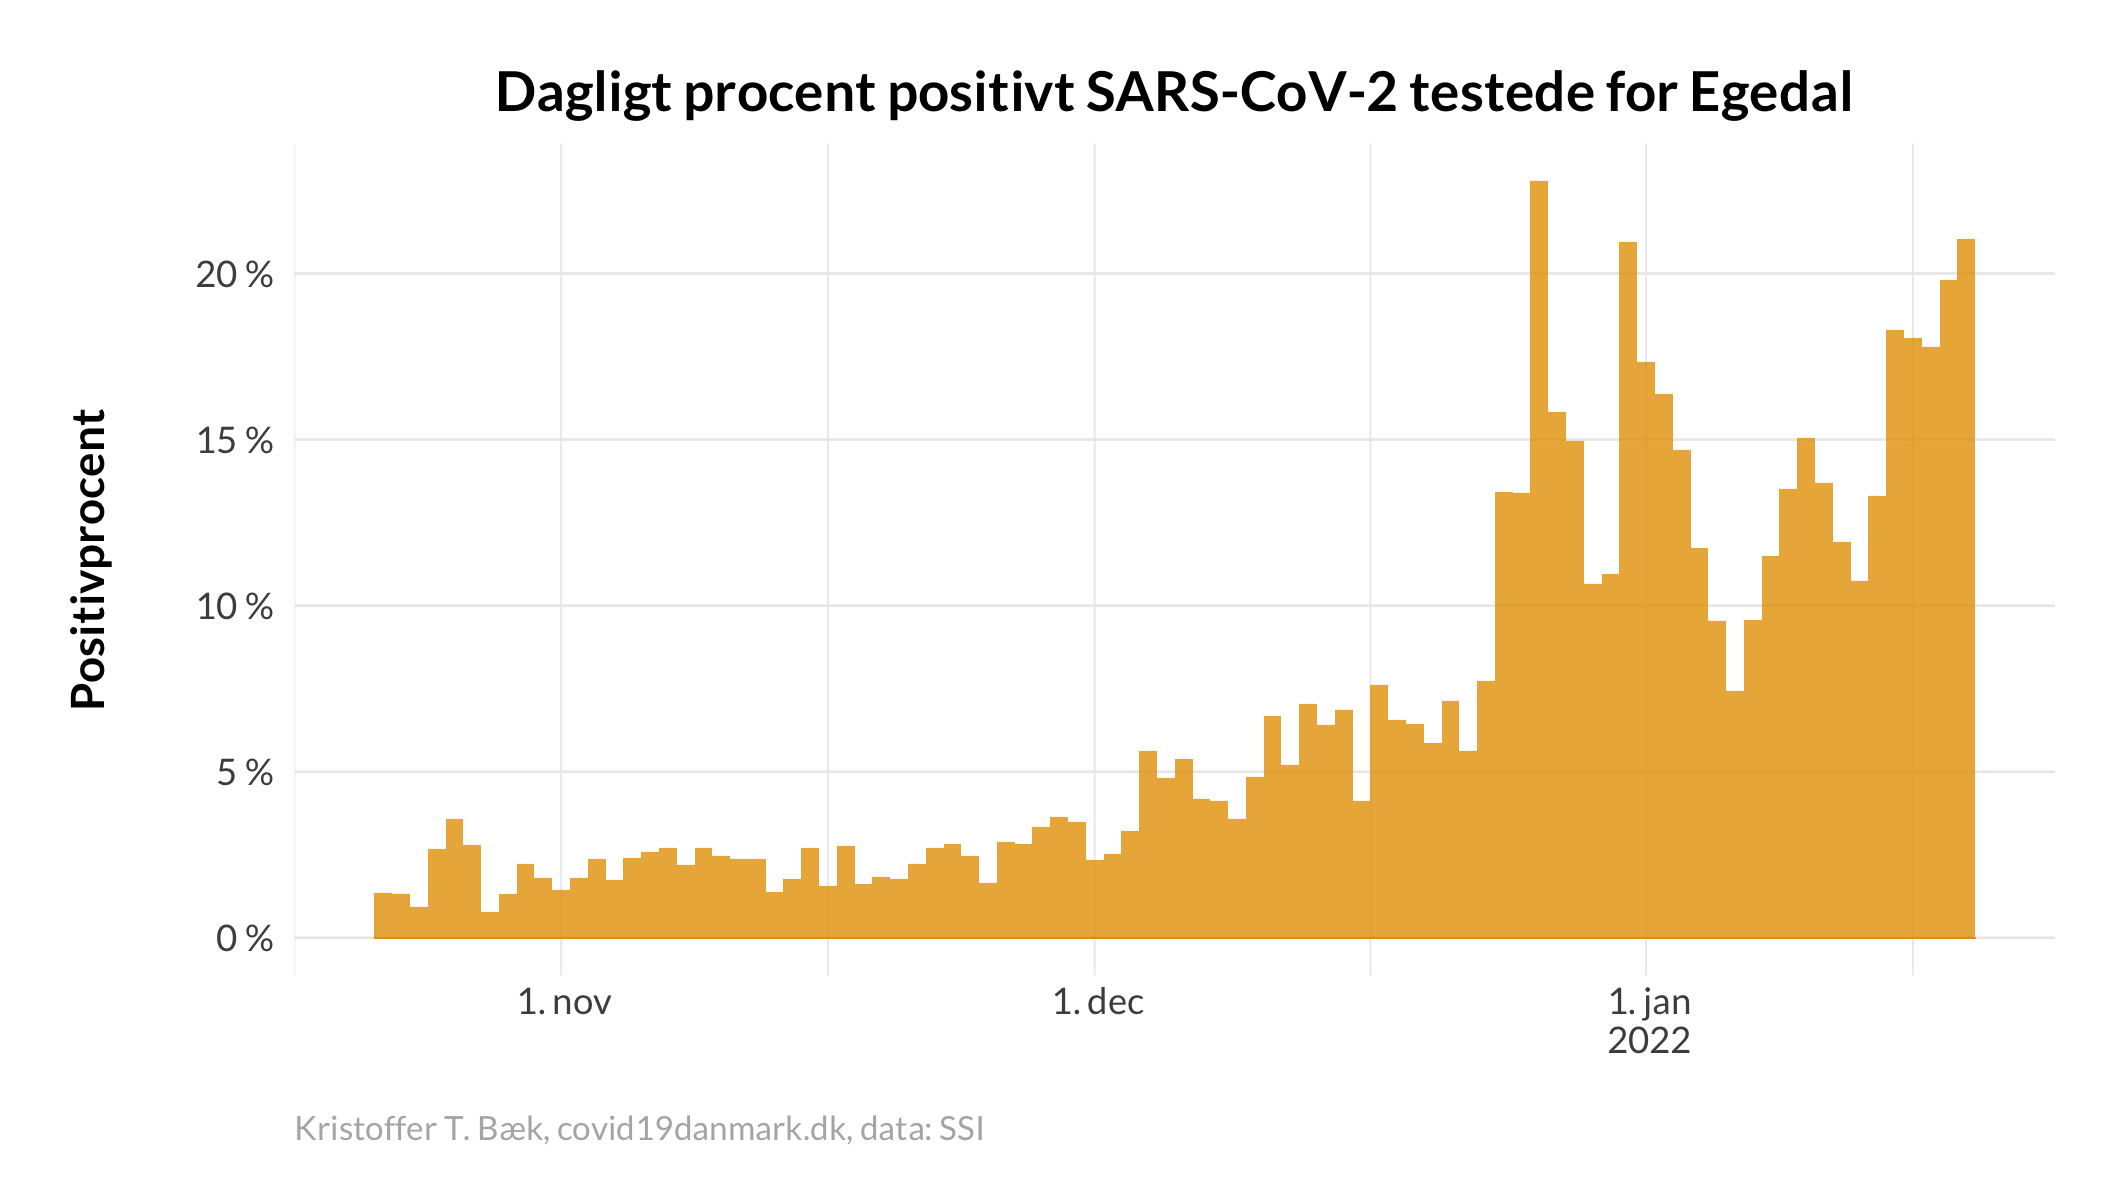 Dagligt procent positivt SARS-CoV-2 testede for Egedal
Positivprocent
20 %
15 %
10 %
5 %
0 %
1. nov
1. dec
1. jan
2022
Kristoffer T. Bæk, covid19danmark.dk, data: SSI